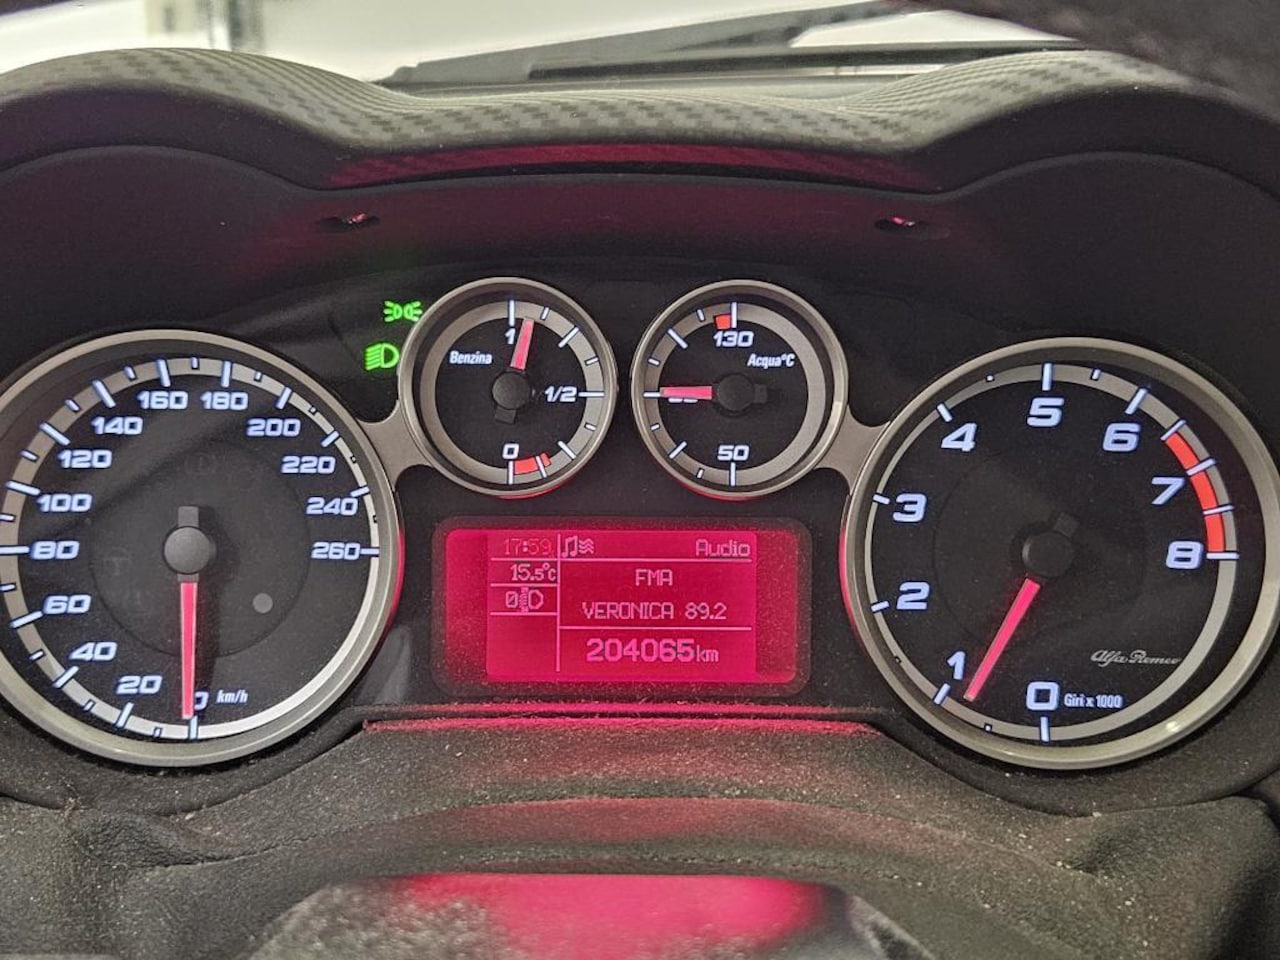 160 180
140 200
120 220
100 240
80 260
60
40
20
0 km/h
1
Benzina
1/2
0
130
Acqua°C
50
17:59 Audio
15.5°C FMA
0
VERONICA 89.2
204065km
5
4 6
3 7
2 8
1 Alfa Romeo
0 Giri x 1000